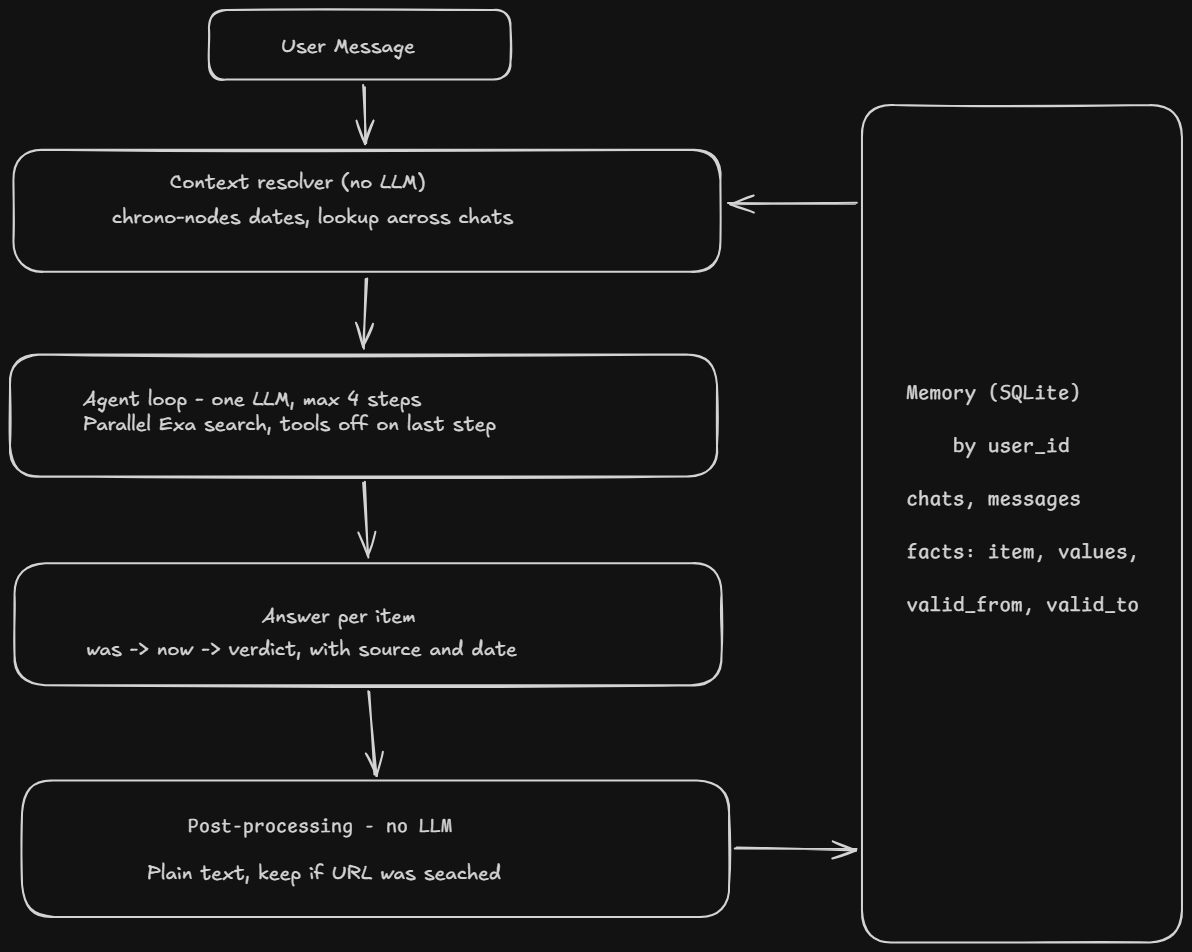 User Message
Context resolver (no LLM)
chrono-nodes dates, lookup across chats
Agent loop - one LLM, max 4 steps
Parallel Exa search, tools off on last step
Answer per item
was -> now -> verdict, with source and date
Post-processing - no LLM
Plain text, keep if URL was seached
Memory (SQLite)
by user_id
chats, messages
facts: item, values,
valid_from, valid_to